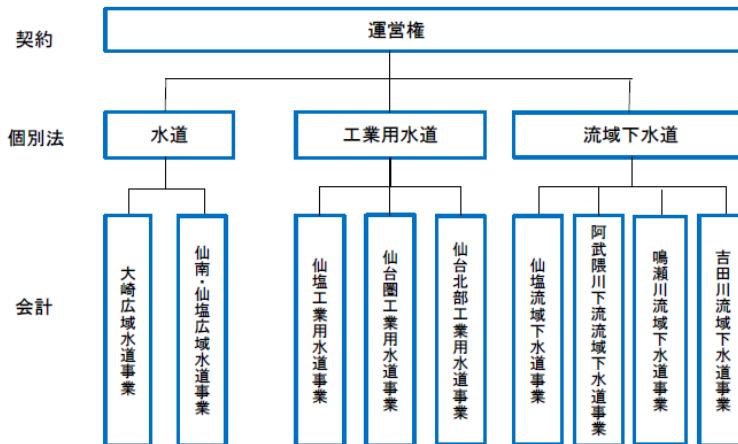 契約
運営権
個別法
水道
工業用水道
流域下水道
会計
大崎広域水道事業
仙南・仙塩広域水道事業
仙塩工業用水道事業
仙台圏工業用水道事業
仙台北部工業用水道事業
仙塩流域下水道事業
阿武隈川下流流域下水道事業
鳴瀬川流域下水道事業
吉田川流域下水道事業